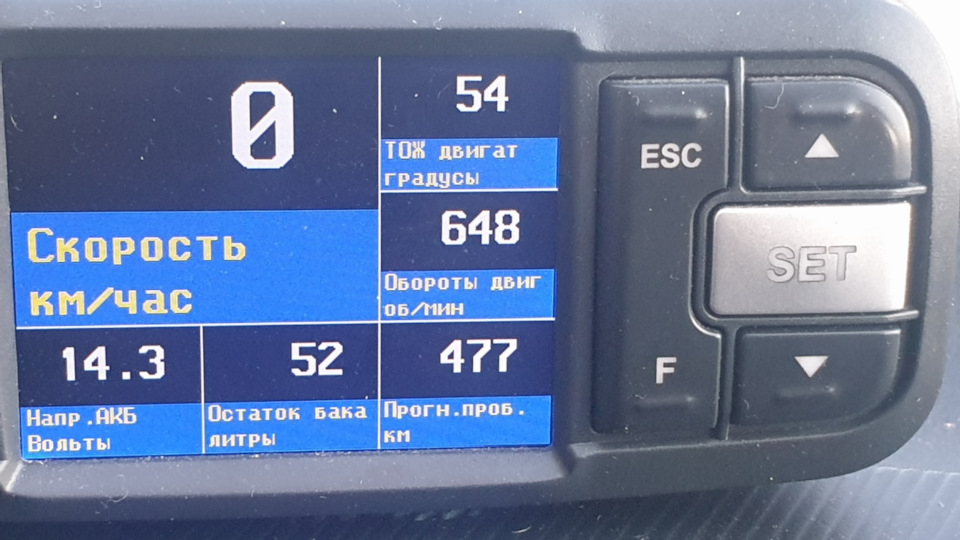 0
Скорость
км/час
54
ТОЖ двигат
градусы
648
Обороты двиг
об/мин
14.3
Напр.АКБ
Вольты
52
Остаток бака
литры
477
Прогн.проб.
км
ESC
▲
SET
F
▼